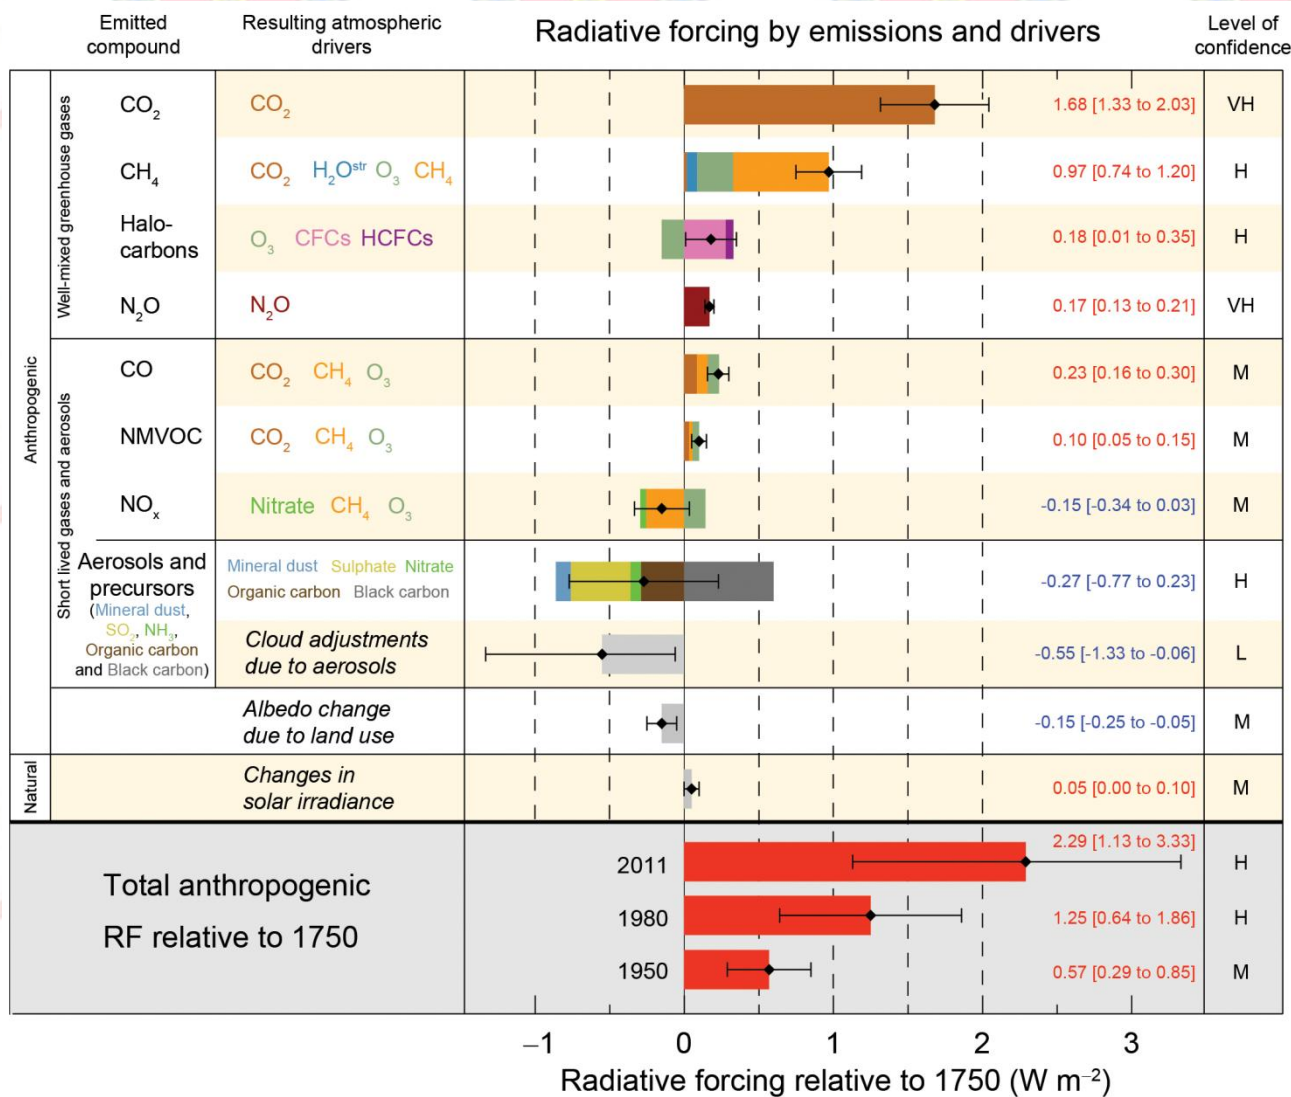 Emitted
compound
Resulting atmospheric
drivers
Radiative forcing by emissions and drivers
Level of
confidence
Anthropogenic
Well-mixed greenhouse gases
CO₂
CO₂
1.68 [1.33 to 2.03]
VH
CH₄
CO₂ H₂Oˢᵗʳ O₃ CH₄
0.97 [0.74 to 1.20]
H
Halo-
carbons
O₃ CFCs HCFCs
0.18 [0.01 to 0.35]
H
N₂O
N₂O
0.17 [0.13 to 0.21]
VH
Short lived gases and aerosols
CO
CO₂ CH₄ O₃
0.23 [0.16 to 0.30]
M
NMVOC
CO₂ CH₄ O₃
0.10 [0.05 to 0.15]
M
NOₓ
Nitrate CH₄ O₃
-0.15 [-0.34 to 0.03]
M
Aerosols and
precursors
(Mineral dust,
SO₂, NH₃,
Organic carbon
and Black carbon)
Mineral dust Sulphate Nitrate
Organic carbon Black carbon
-0.27 [-0.77 to 0.23]
H
Cloud adjustments
due to aerosols
-0.55 [-1.33 to -0.06]
L
Albedo change
due to land use
-0.15 [-0.25 to -0.05]
M
Natural
Changes in
solar irradiance
0.05 [0.00 to 0.10]
M
Total anthropogenic
RF relative to 1750
2011
2.29 [1.13 to 3.33]
H
1980
1.25 [0.64 to 1.86]
H
1950
0.57 [0.29 to 0.85]
M
–1 0 1 2 3
Radiative forcing relative to 1750 (W m⁻²)